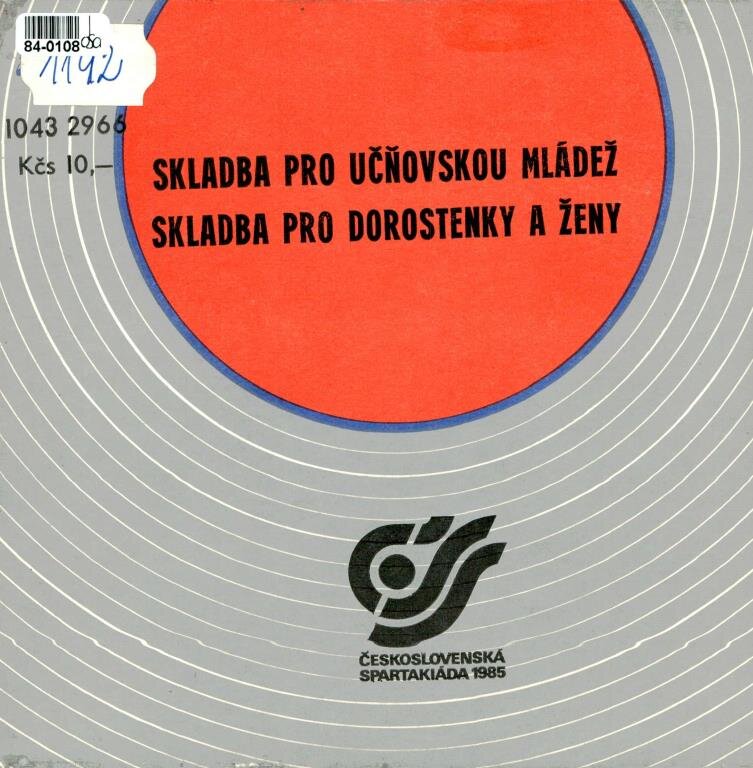 84-0108
1142
1043 2966
Kčs 10,—
SKLADBA PRO UČŇOVSKOU MLÁDEŽ
SKLADBA PRO DOROSTENKY A ŽENY
ČESKOSLOVENSKÁ
SPARTAKIÁDA 1985